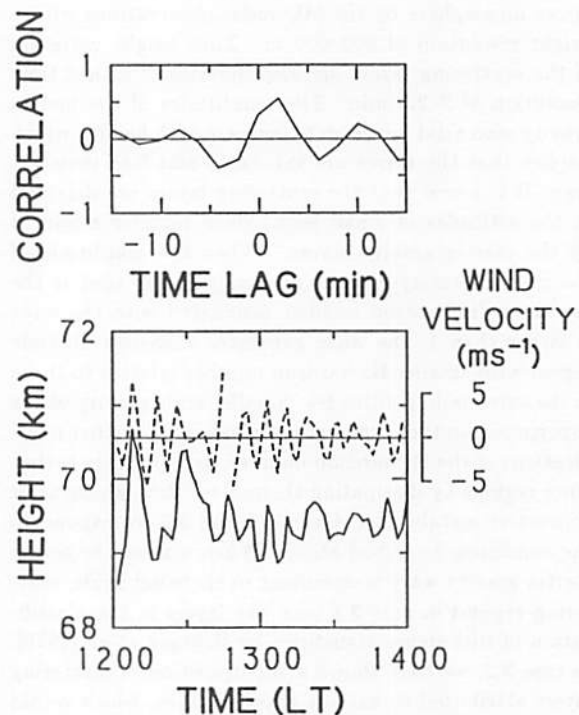 CORRELATION
1
0
-1
-10 0 10
TIME LAG (min)
WIND
VELOCITY
(ms⁻¹)
HEIGHT (km)
72
70
68
5
0
-5
1200 1300 1400
TIME (LT)